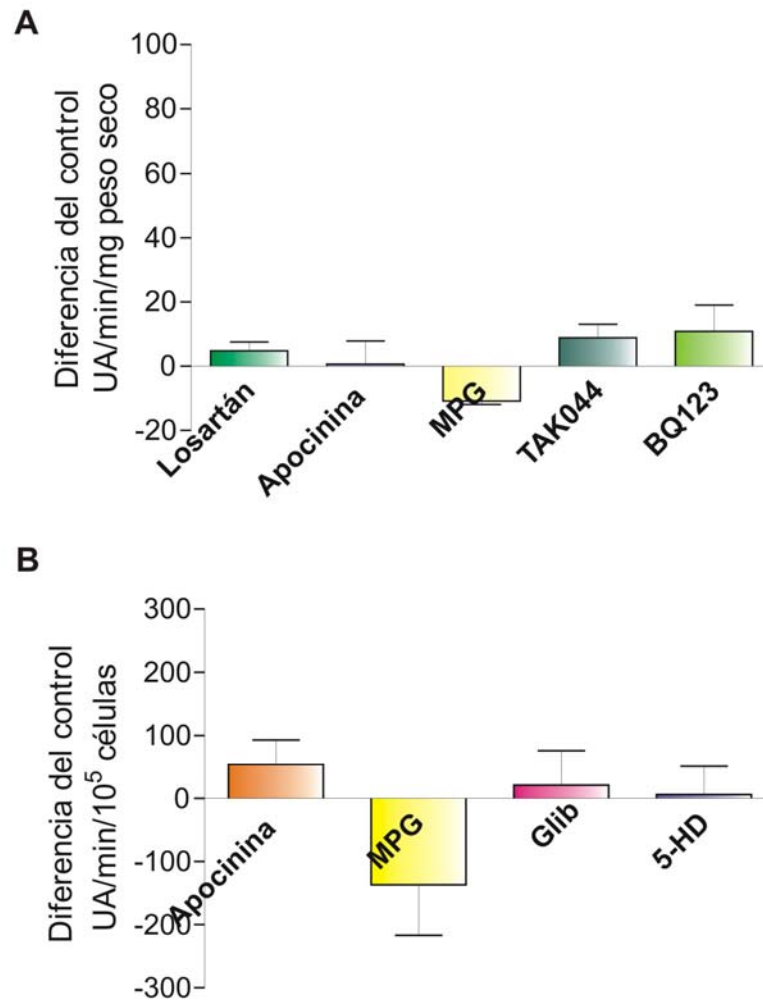 A
Diferencia del control
UA/min/mg peso seco
100
80
60
40
20
0
-20
Losartán
Apocinina
MPG
TAK044
BQ123
B
Diferencia del control
UA/min/10⁵ células
300
200
100
0
-100
-200
-300
Apocinina
MPG
Glib
5-HD